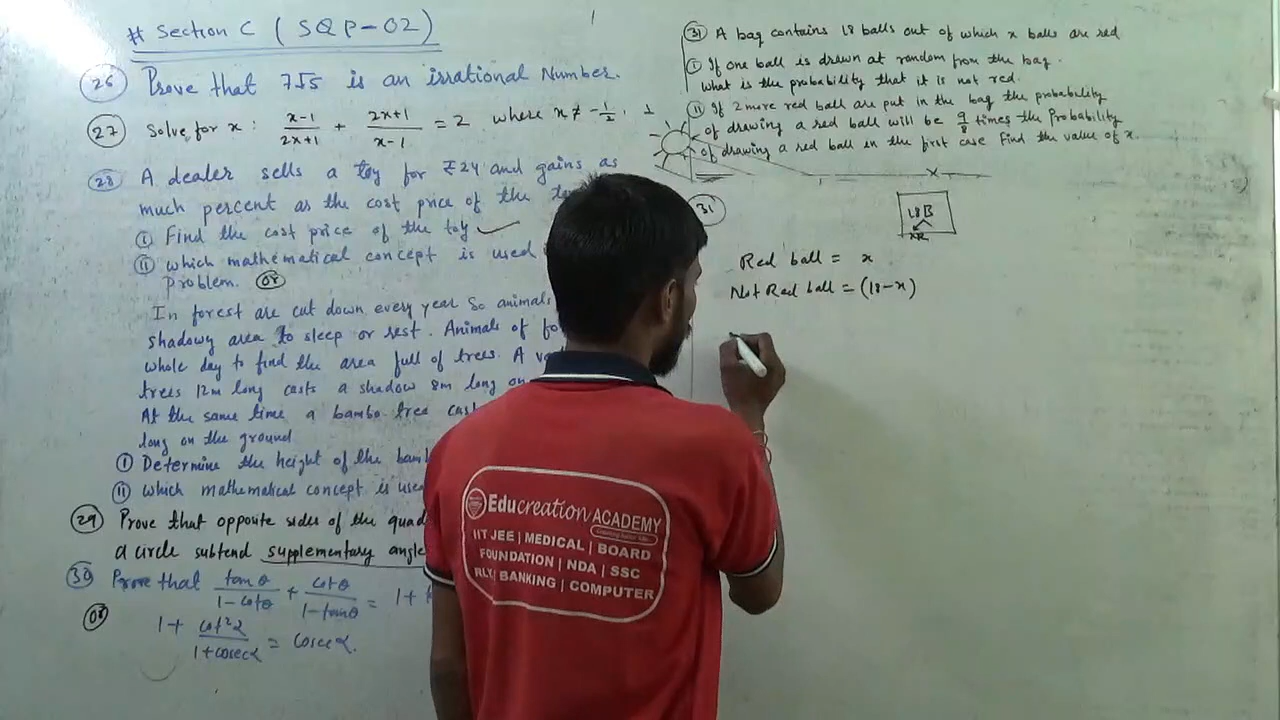 # Section C ( SQP-02 )
26 Prove that 7√5 is an irrational Number.
27 Solve for x : (x-1)/(2x+1) + (2x+1)/(x-1) = 2 where x ≠ -1/2, 1
28 A dealer sells a toy for ₹24 and gains as
much percent as the cost price of the
i Find the cost price of the toy
ii which mathematical concept is used
problem. OR
In forest are cut down every year So animals
shadowy area to sleep or rest. Animals of
whole day to find the area full of trees. A
trees 12m long casts a shadow 8m long
At the same time a bambo tree
long on the ground
i Determine the height of the
ii which mathematical concept is
29 Prove that opposite sides of the
a circle subtend supplementary
30 Prove that tanθ/(1-cotθ) + cotθ/(1-tanθ) = 1+
OR
1 + cot²α/(1+cosecα) = cosecα.
31 A bag contains 18 balls out of which x balls are red
i If one ball is drawn at random from the bag.
what is the probability that it is not red.
ii If 2 more red ball are put in the bag the probability
of drawing a red ball will be 9/8 times the Probability
of drawing a red ball in the first case Find the value of x.
31
18B
xR
Red ball = x
Not Red ball = (18-x)
Educreation ACADEMY
IIT JEE | MEDICAL | BOARD
FOUNDATION | NDA | SSC
RLY | BANKING | COMPUTER